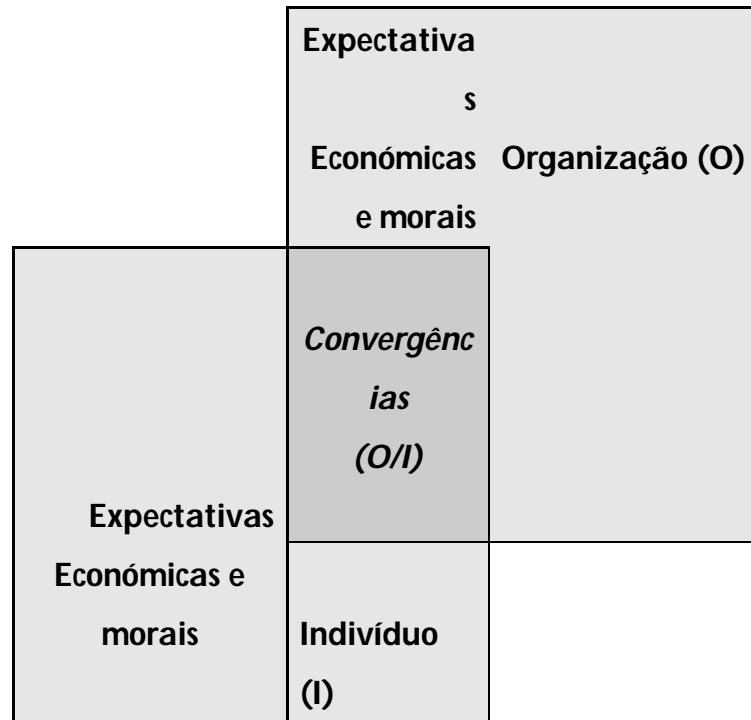 Expectativa
s
Económicas
e morais
Organização (O)
Convergênc
ias
(O/I)
Expectativas
Económicas e
morais
Indivíduo
(I)